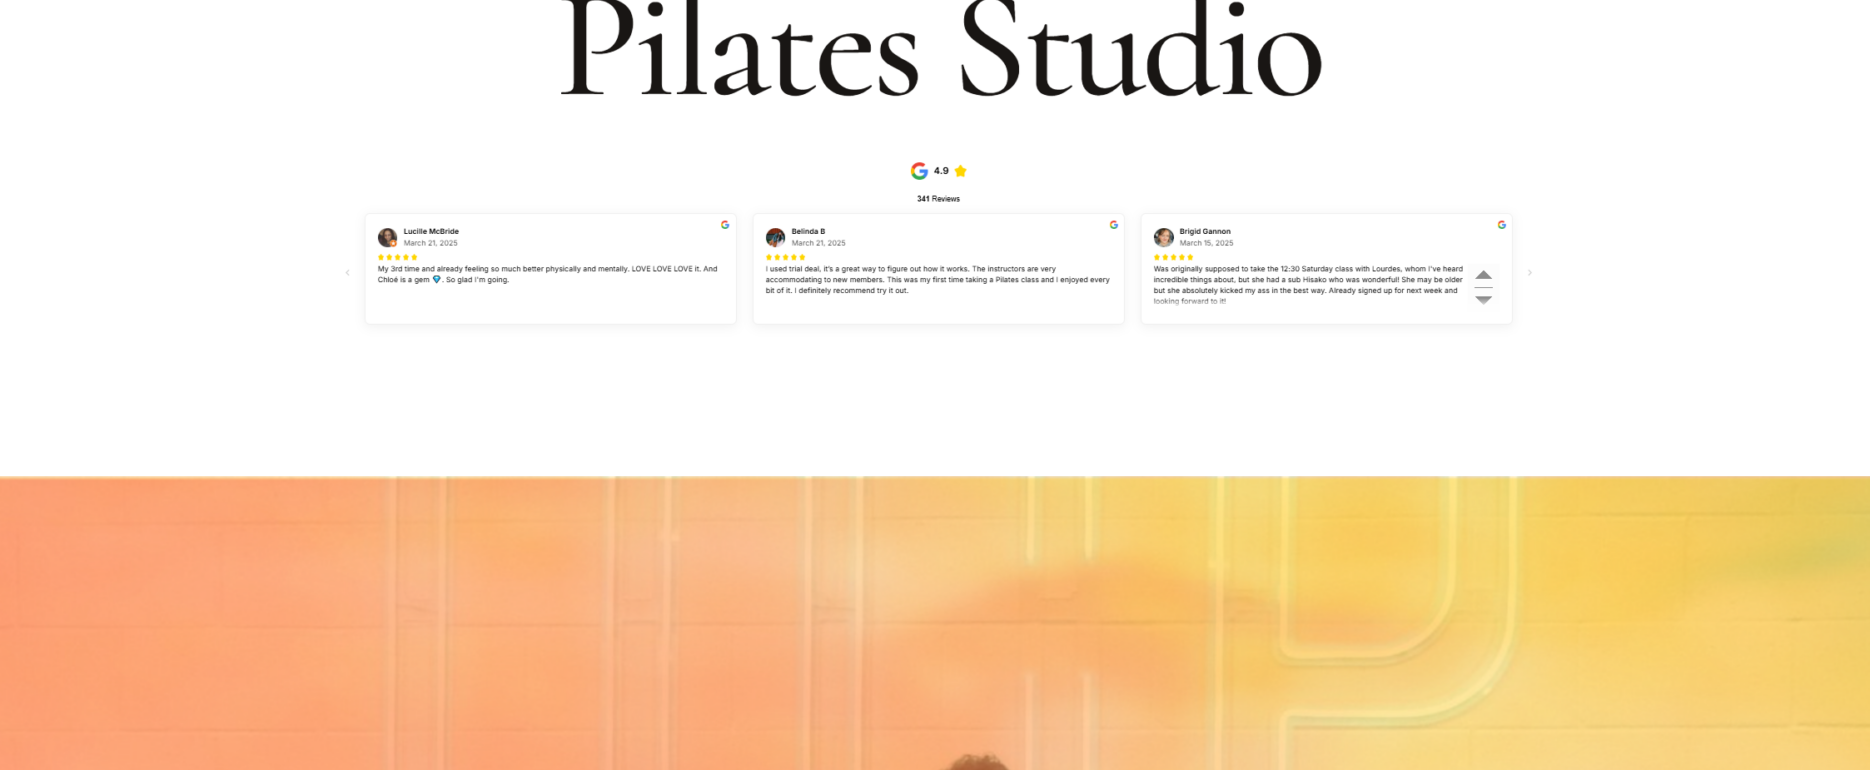 Pilates Studio
4.9
341 Reviews
Lucille McBride
March 21, 2025
My 3rd time and already feeling so much better physically and mentally. LOVE LOVE LOVE it. And
Chloé is a gem 💎. So glad I'm going.
Belinda B
March 21, 2025
I used trial deal, it's a great way to figure out how it works. The instructors are very
accommodating to new members. This was my first time taking a Pilates class and I enjoyed every
bit of it. I definitely recommend try it out.
Brigid Gannon
March 15, 2025
Was originally supposed to take the 12:30 Saturday class with Lourdes, whom I've heard
incredible things about, but she had a sub Hisako who was wonderful! She may be older
but she absolutely kicked my ass in the best way. Already signed up for next week and
looking forward to it!